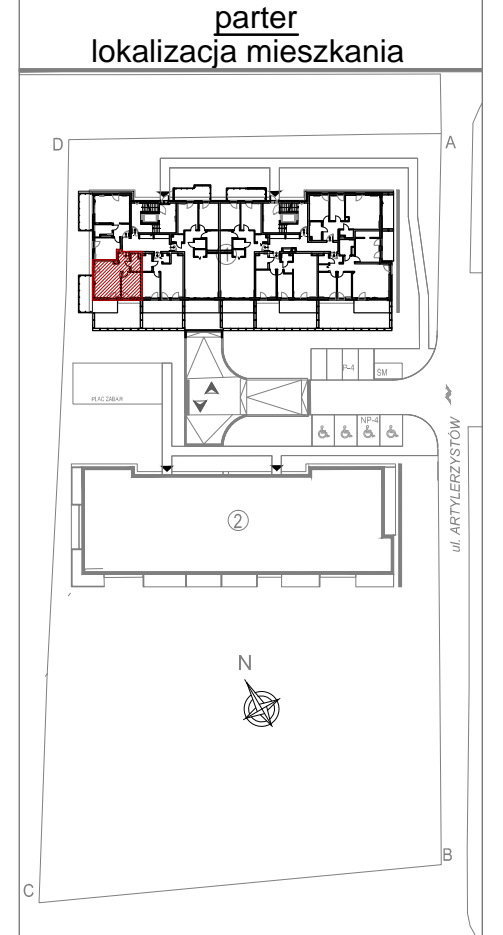 parter
lokalizacja mieszkania
D
A
P-4
SM
PLAC ZABAW
NP-4
ul. ARTYLERZYSTÓW
2
N
B
C